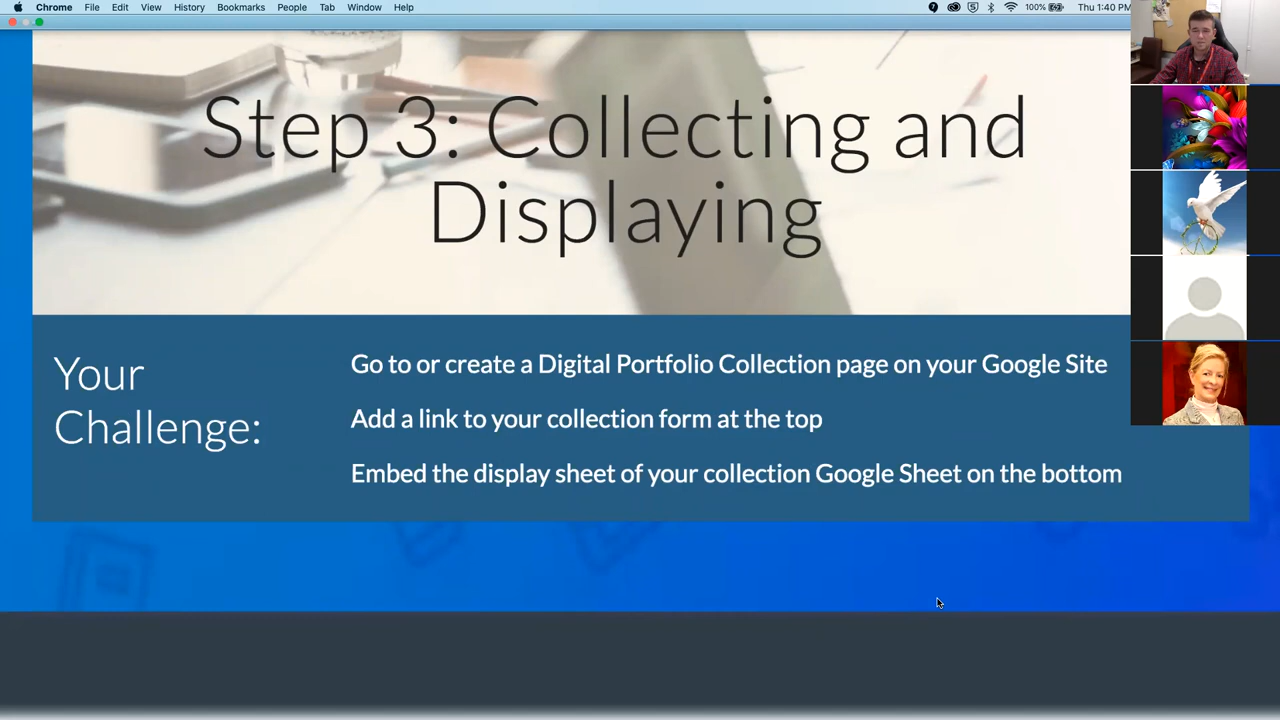 Chrome File Edit View History Bookmarks People Tab Window Help 100% Thu 1:40 PM
Step 3: Collecting and
Displaying
Your
Challenge:
Go to or create a Digital Portfolio Collection page on your Google Site
Add a link to your collection form at the top
Embed the display sheet of your collection Google Sheet on the bottom